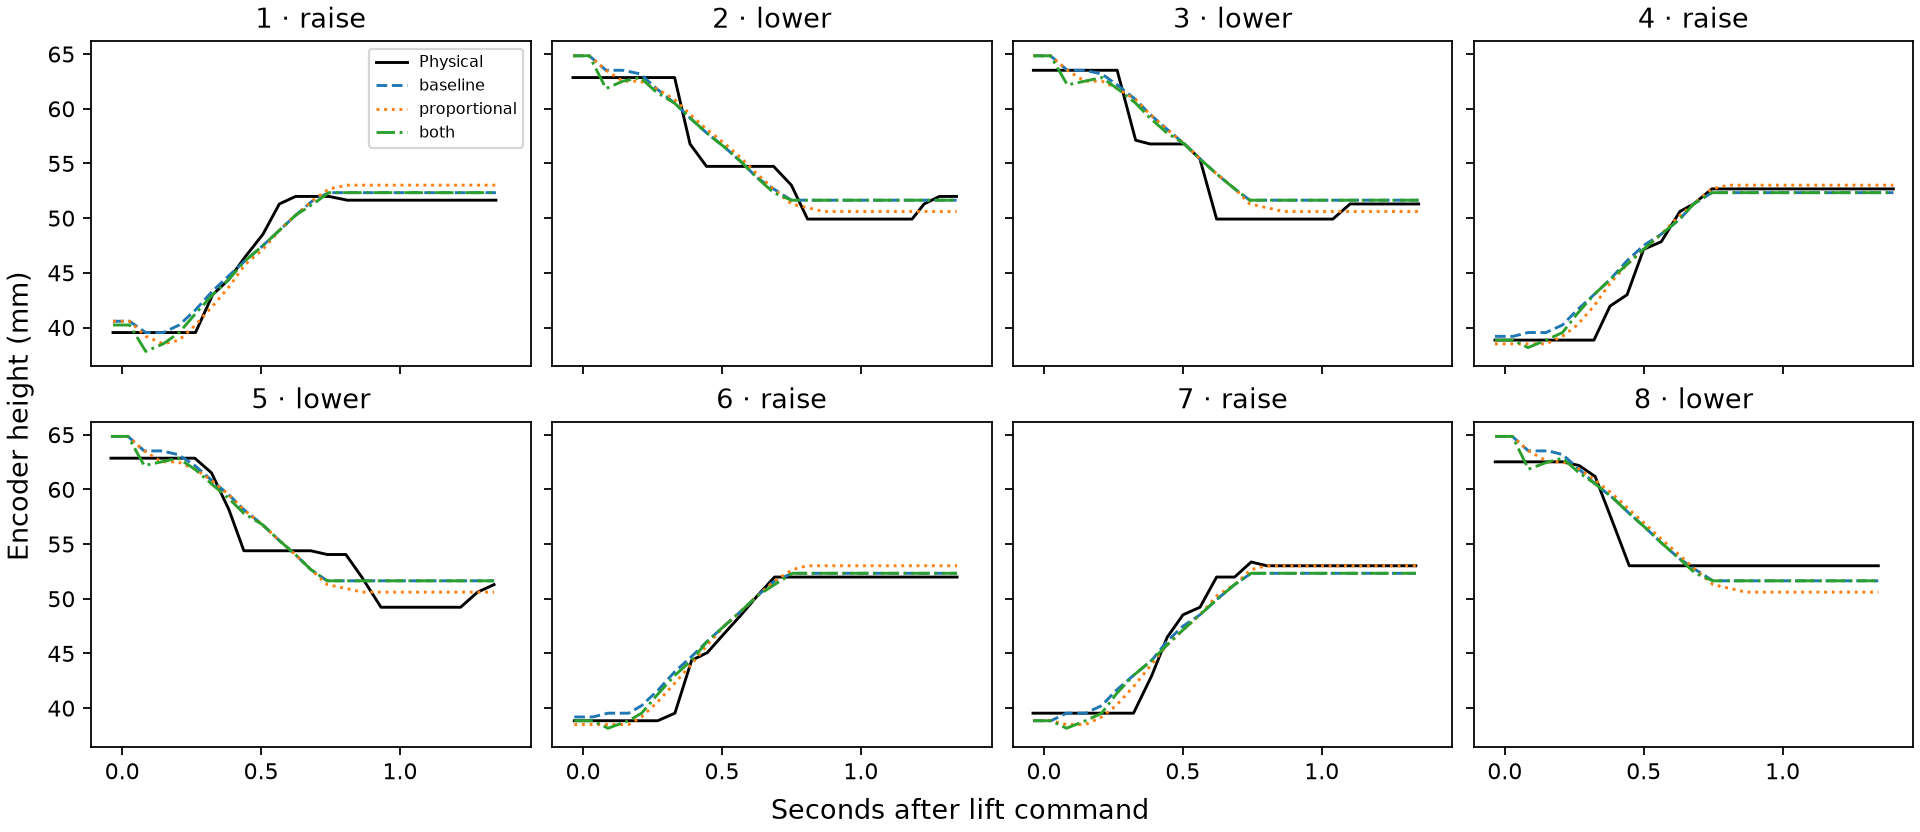 1 · raise
2 · lower
3 · lower
4 · raise
65
60
55
50
45
40
Physical
baseline
proportional
both
Encoder height (mm)
5 · lower
6 · raise
7 · raise
8 · lower
65
60
55
50
45
40
0.0
0.5
1.0
0.0
0.5
1.0
0.0
0.5
1.0
0.0
0.5
1.0
Seconds after lift command